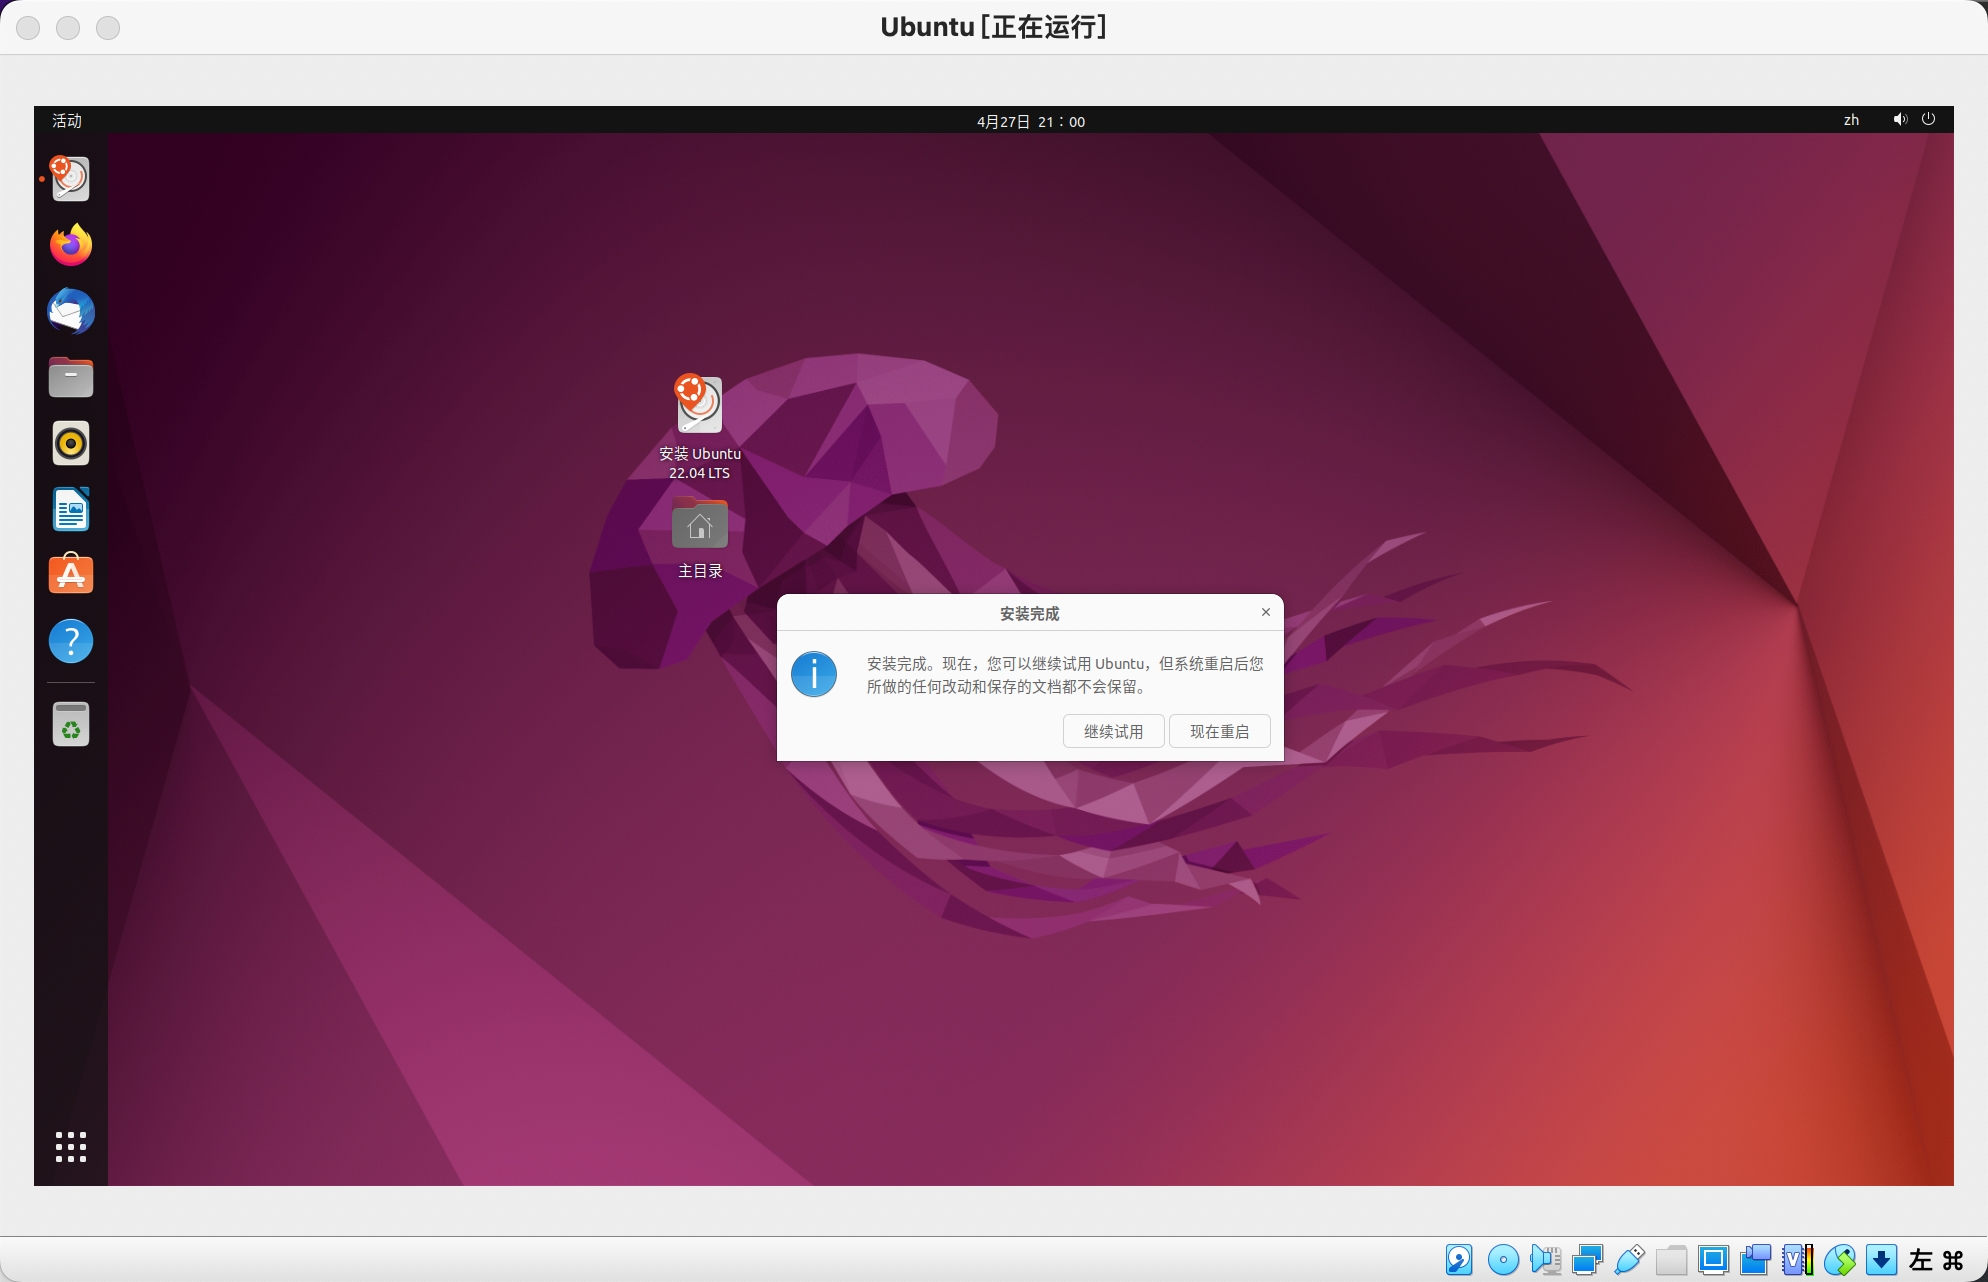 Ubuntu [正在运行]
活动
4月27日 21：00
zh
安装 Ubuntu
22.04 LTS
主目录
安装完成
安装完成。现在，您可以继续试用 Ubuntu，但系统重启后您
所做的任何改动和保存的文档都不会保留。
继续试用
现在重启
左 ⌘